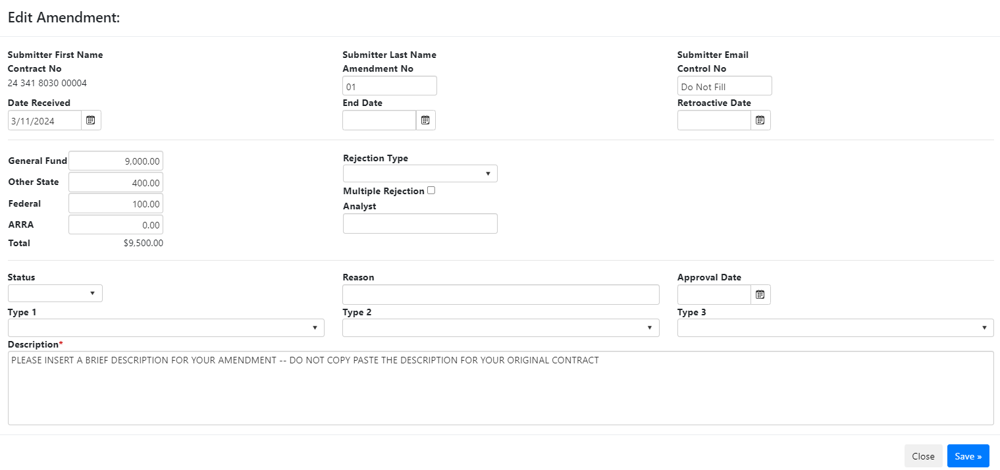 Edit Amendment:
Submitter First Name
Submitter Last Name
Submitter Email
Contract No
Amendment No
Control No
24 341 8030 00004
01
Do Not Fill
Date Received
End Date
Retroactive Date
3/11/2024
General Fund 9,000.00
Other State 400.00
Federal 100.00
ARRA 0.00
Total $9,500.00
Rejection Type
Multiple Rejection
Analyst
Status
Reason
Approval Date
Type 1
Type 2
Type 3
Description*
PLEASE INSERT A BRIEF DESCRIPTION FOR YOUR AMENDMENT -- DO NOT COPY PASTE THE DESCRIPTION FOR YOUR ORIGINAL CONTRACT
Close
Save »